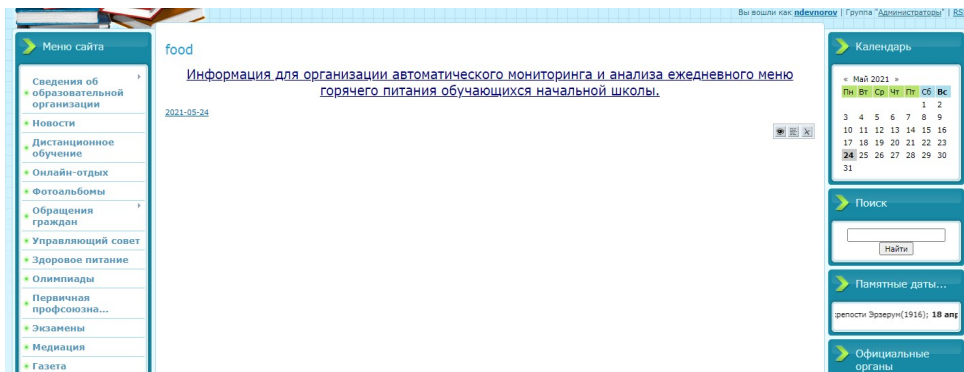 Вы вошли как ndevnorov | Группа "Администраторы" | RS
Меню сайта
Сведения об
образовательной
организации
Новости
Дистанционное
обучение
Онлайн-отдых
Фотоальбомы
Обращения
граждан
Управляющий совет
Здоровое питание
Олимпиады
Первичная
профсоюзна...
Экзамены
Медиация
Газета
food
Информация для организации автоматического мониторинга и анализа ежедневного меню
горячего питания обучающихся начальной школы.
2021-05-24
Календарь
« Май 2021 »
Пн Вт Ср Чт Пт Сб Вс
1 2
3 4 5 6 7 8 9
10 11 12 13 14 15 16
17 18 19 20 21 22 23
24 25 26 27 28 29 30
31
Поиск
Найти
Памятные даты...
репости Эрзерум(1916); 18 апр
Официальные
органы